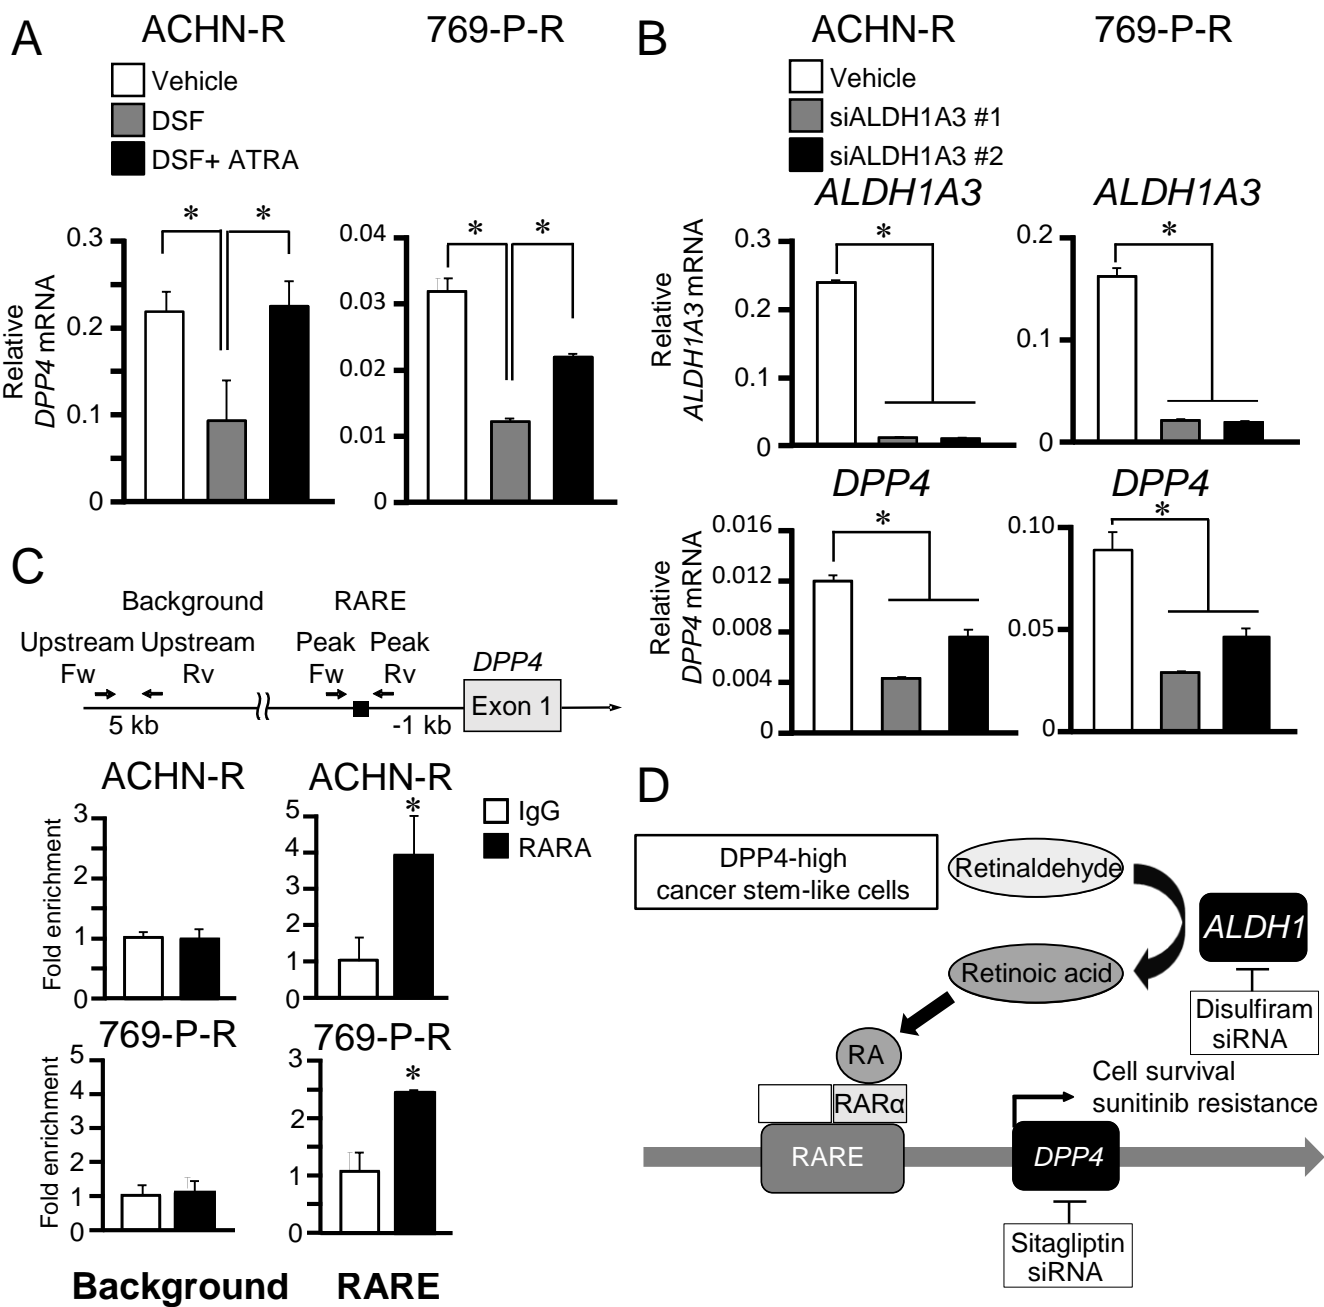 A
ACHN-R
769-P-R
Vehicle
DSF
DSF+ ATRA
Relative
DPP4 mRNA
0.3
0.2
0.1
0
*
*
0.04
0.03
0.02
0.01
0
*
*
B
ACHN-R
769-P-R
Vehicle
siALDH1A3 #1
siALDH1A3 #2
ALDH1A3
ALDH1A3
Relative
ALDH1A3 mRNA
0.3
0.2
0.1
0
*
0.2
0.1
0
*
DPP4
DPP4
Relative
DPP4 mRNA
0.016
0.012
0.008
0.004
0
*
0.10
0.05
0
*
C
Background
RARE
Upstream
Upstream
Peak
Peak
DPP4
Fw
Rv
Fw
Rv
Exon 1
5 kb
-1 kb
ACHN-R
ACHN-R
IgG
RARA
Fold enrichment
3
2
1
0
5
4
3
2
1
0
*
769-P-R
769-P-R
Fold enrichment
5
4
3
2
1
0
3
2
1
0
*
Background
RARE
D
DPP4-high
cancer stem-like cells
Retinaldehyde
ALDH1
Retinoic acid
Disulfiram
siRNA
RA
RARα
Cell survival
sunitinib resistance
RARE
DPP4
Sitagliptin
siRNA